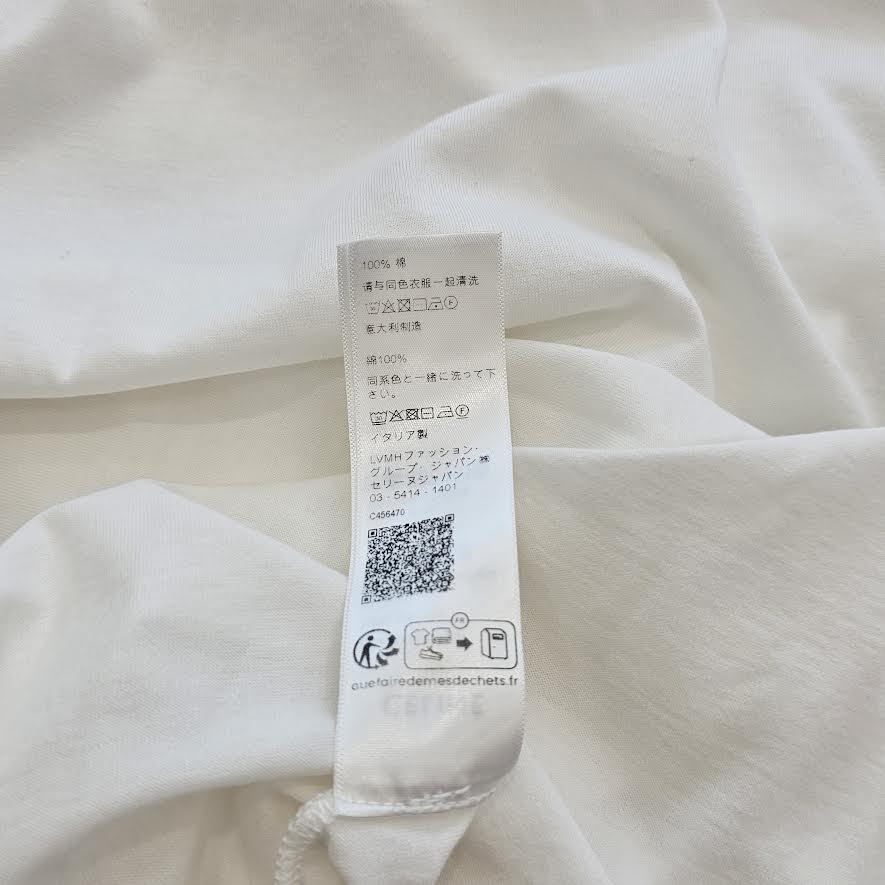 100% 棉
请与同色衣服一起清洗
30 F
意大利制造
綿100%
同系色と一緒に洗って下
さい。
30 F
イタリア製
LVMHファッション・
グループ・ジャパン㈱
セリーヌジャパン
03 - 5414 - 1401
C456470
FR
quefairedemesdechets.fr
CELINE